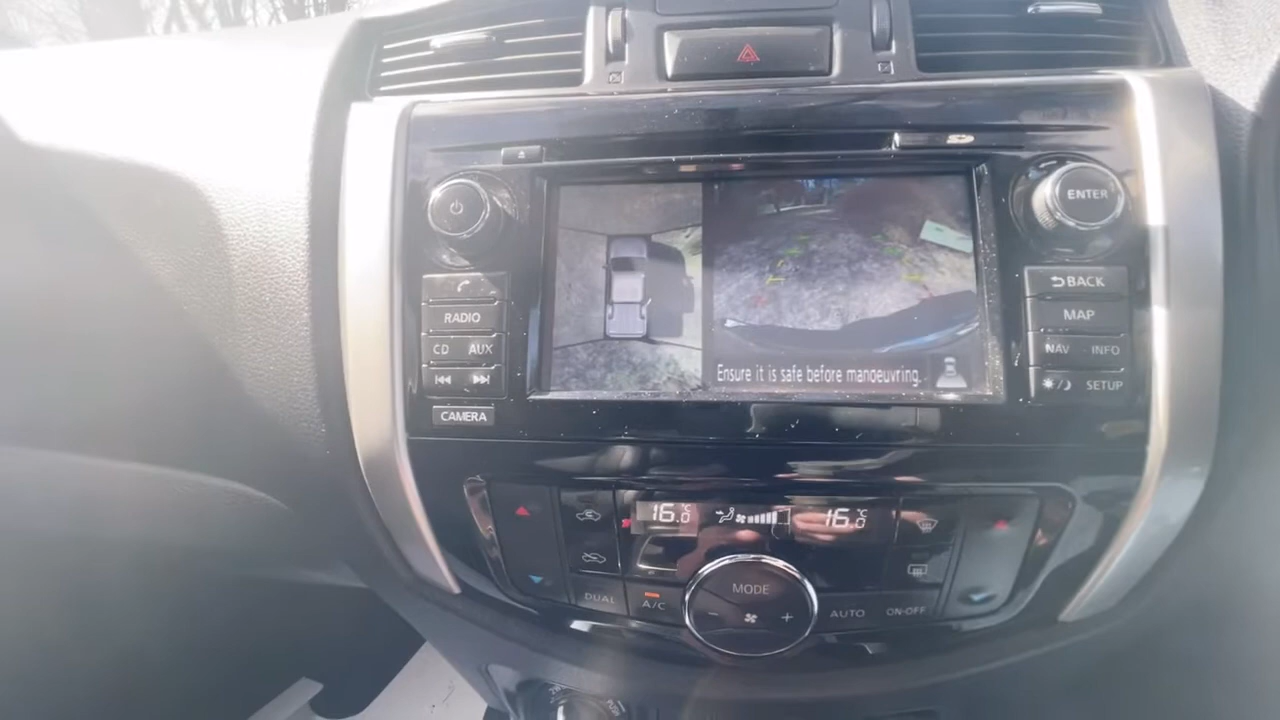 ENTER
RADIO
CD AUX
CAMERA
BACK
MAP
NAV INFO
SETUP
Ensure it is safe before manoeuvring.
16.0°C
16.0°C
DUAL
A/C
MODE
- +
AUTO
ON·OFF
PUSH